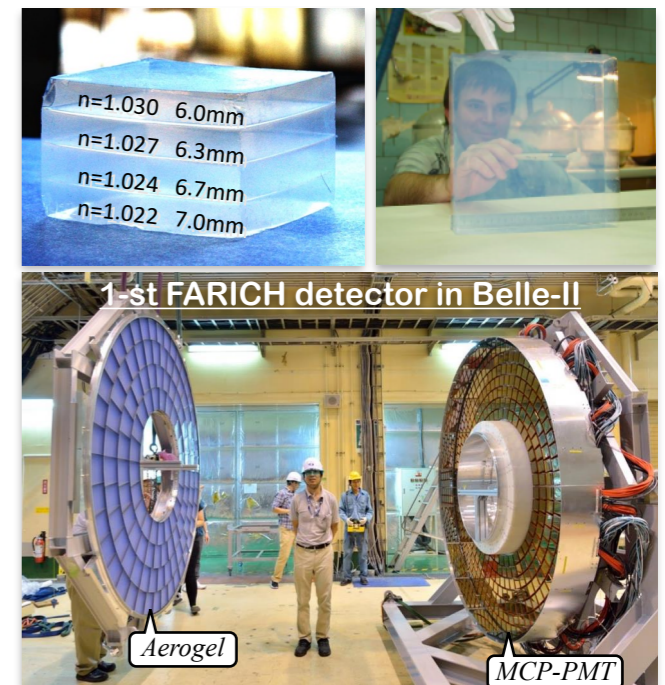 n=1.030 6.0mm
n=1.027 6.3mm
n=1.024 6.7mm
n=1.022 7.0mm
1-st FARICH detector in Belle-II
Aerogel
MCP-PMT